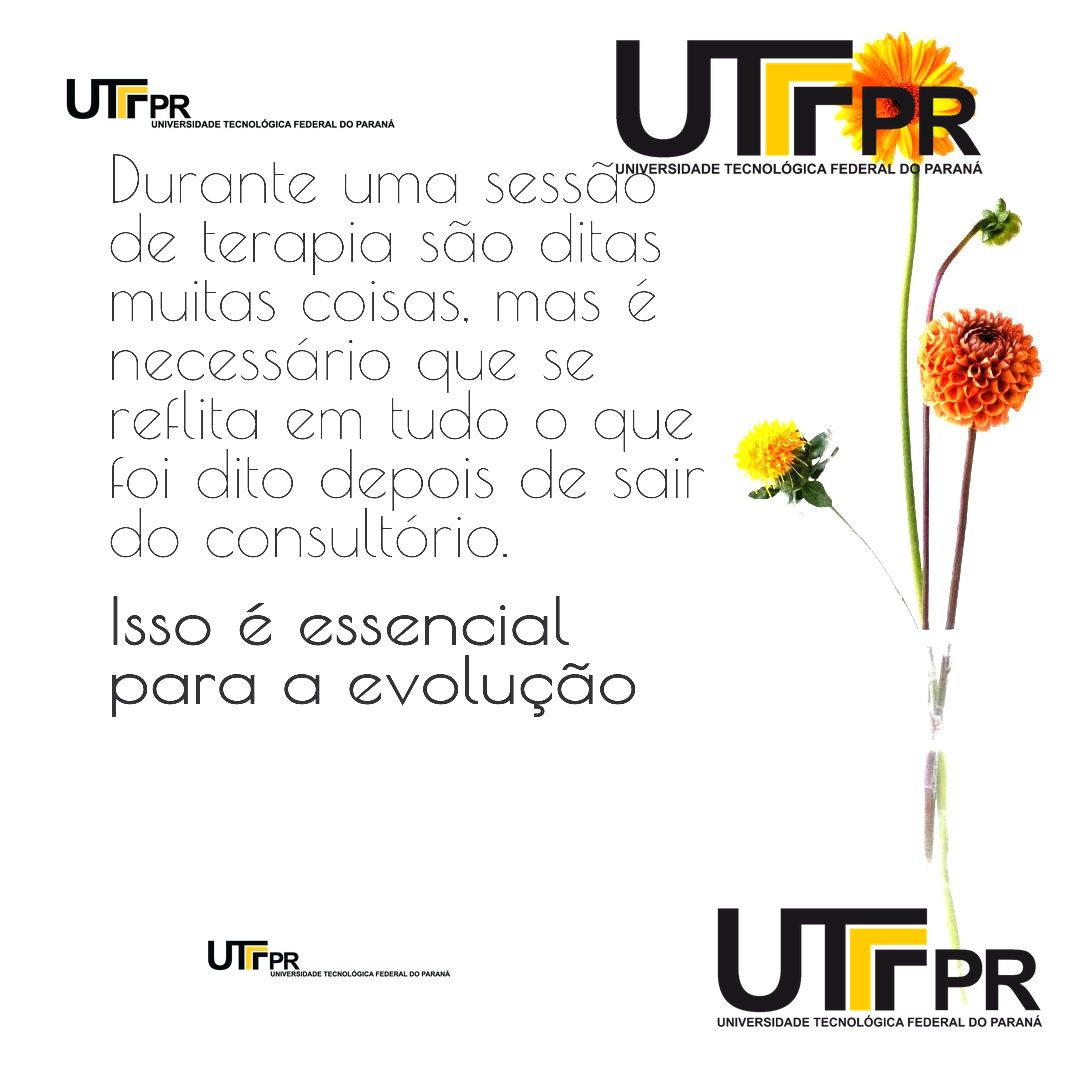 UTFPR
UNIVERSIDADE TECNOLÓGICA FEDERAL DO PARANÁ
UTFPR
UNIVERSIDADE TECNOLÓGICA FEDERAL DO PARANÁ
Durante uma sessão
de terapia são ditas
muitas coisas, mas é
necessário que se
reflita em tudo o que
foi dito depois de sair
do consultório.
Isso é essencial
para a evolução
UTFPR
UNIVERSIDADE TECNOLÓGICA FEDERAL DO PARANÁ
UTFPR
UNIVERSIDADE TECNOLÓGICA FEDERAL DO PARANÁ